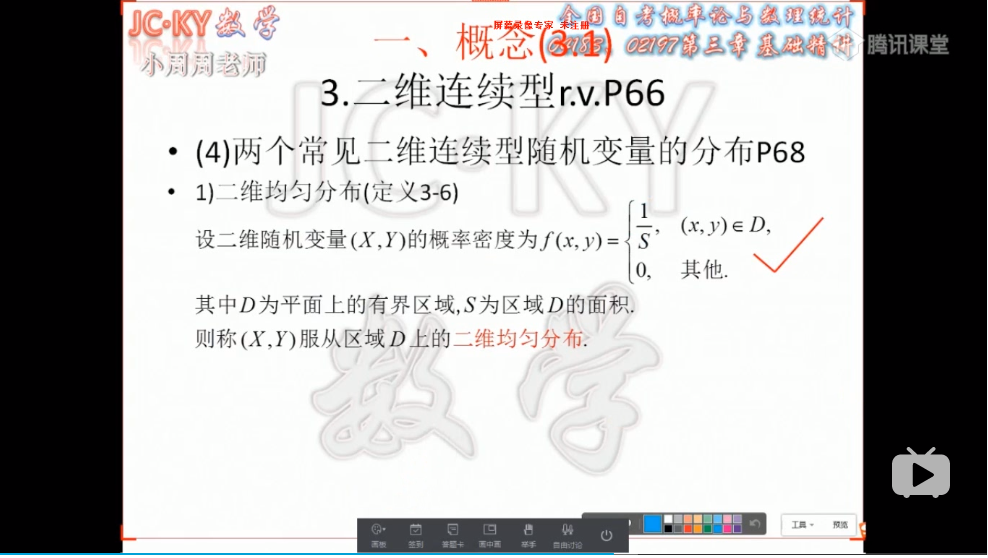 JC·KY 数学
小周周老师
屏幕录像专家 未注册
全国自考概率论与数理统计
04183、02197第三章 基础精讲
腾讯课堂
一、概念(3.1)
3.二维连续型r.v.P66
• (4)两个常见二维连续型随机变量的分布P68
• 1)二维均匀分布(定义3-6)
设二维随机变量(X,Y)的概率密度为f(x,y)={1/S, (x,y)∈D,
0, 其他.
其中D为平面上的有界区域,S为区域D的面积.
则称(X,Y)服从区域D上的二维均匀分布.
JC·KY
数学
画板 签到 答题卡 画中画 举手 自由讨论
工具 预览